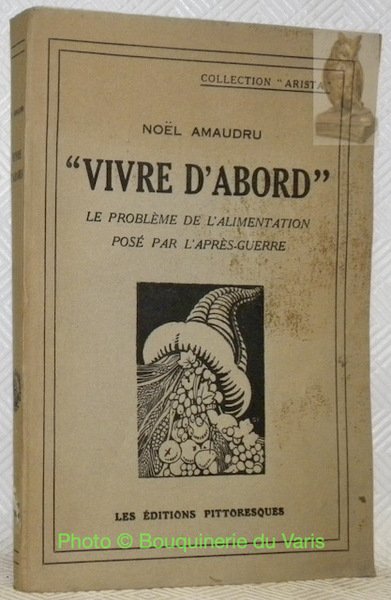 COLLECTION "ARISTA"
NOËL AMAUDRU
"VIVRE D'ABORD"
LE PROBLÈME DE L'ALIMENTATION
POSÉ PAR L'APRÈS-GUERRE
LES ÉDITIONS PITTORESQUES
Photo © Bouquinerie du Varis